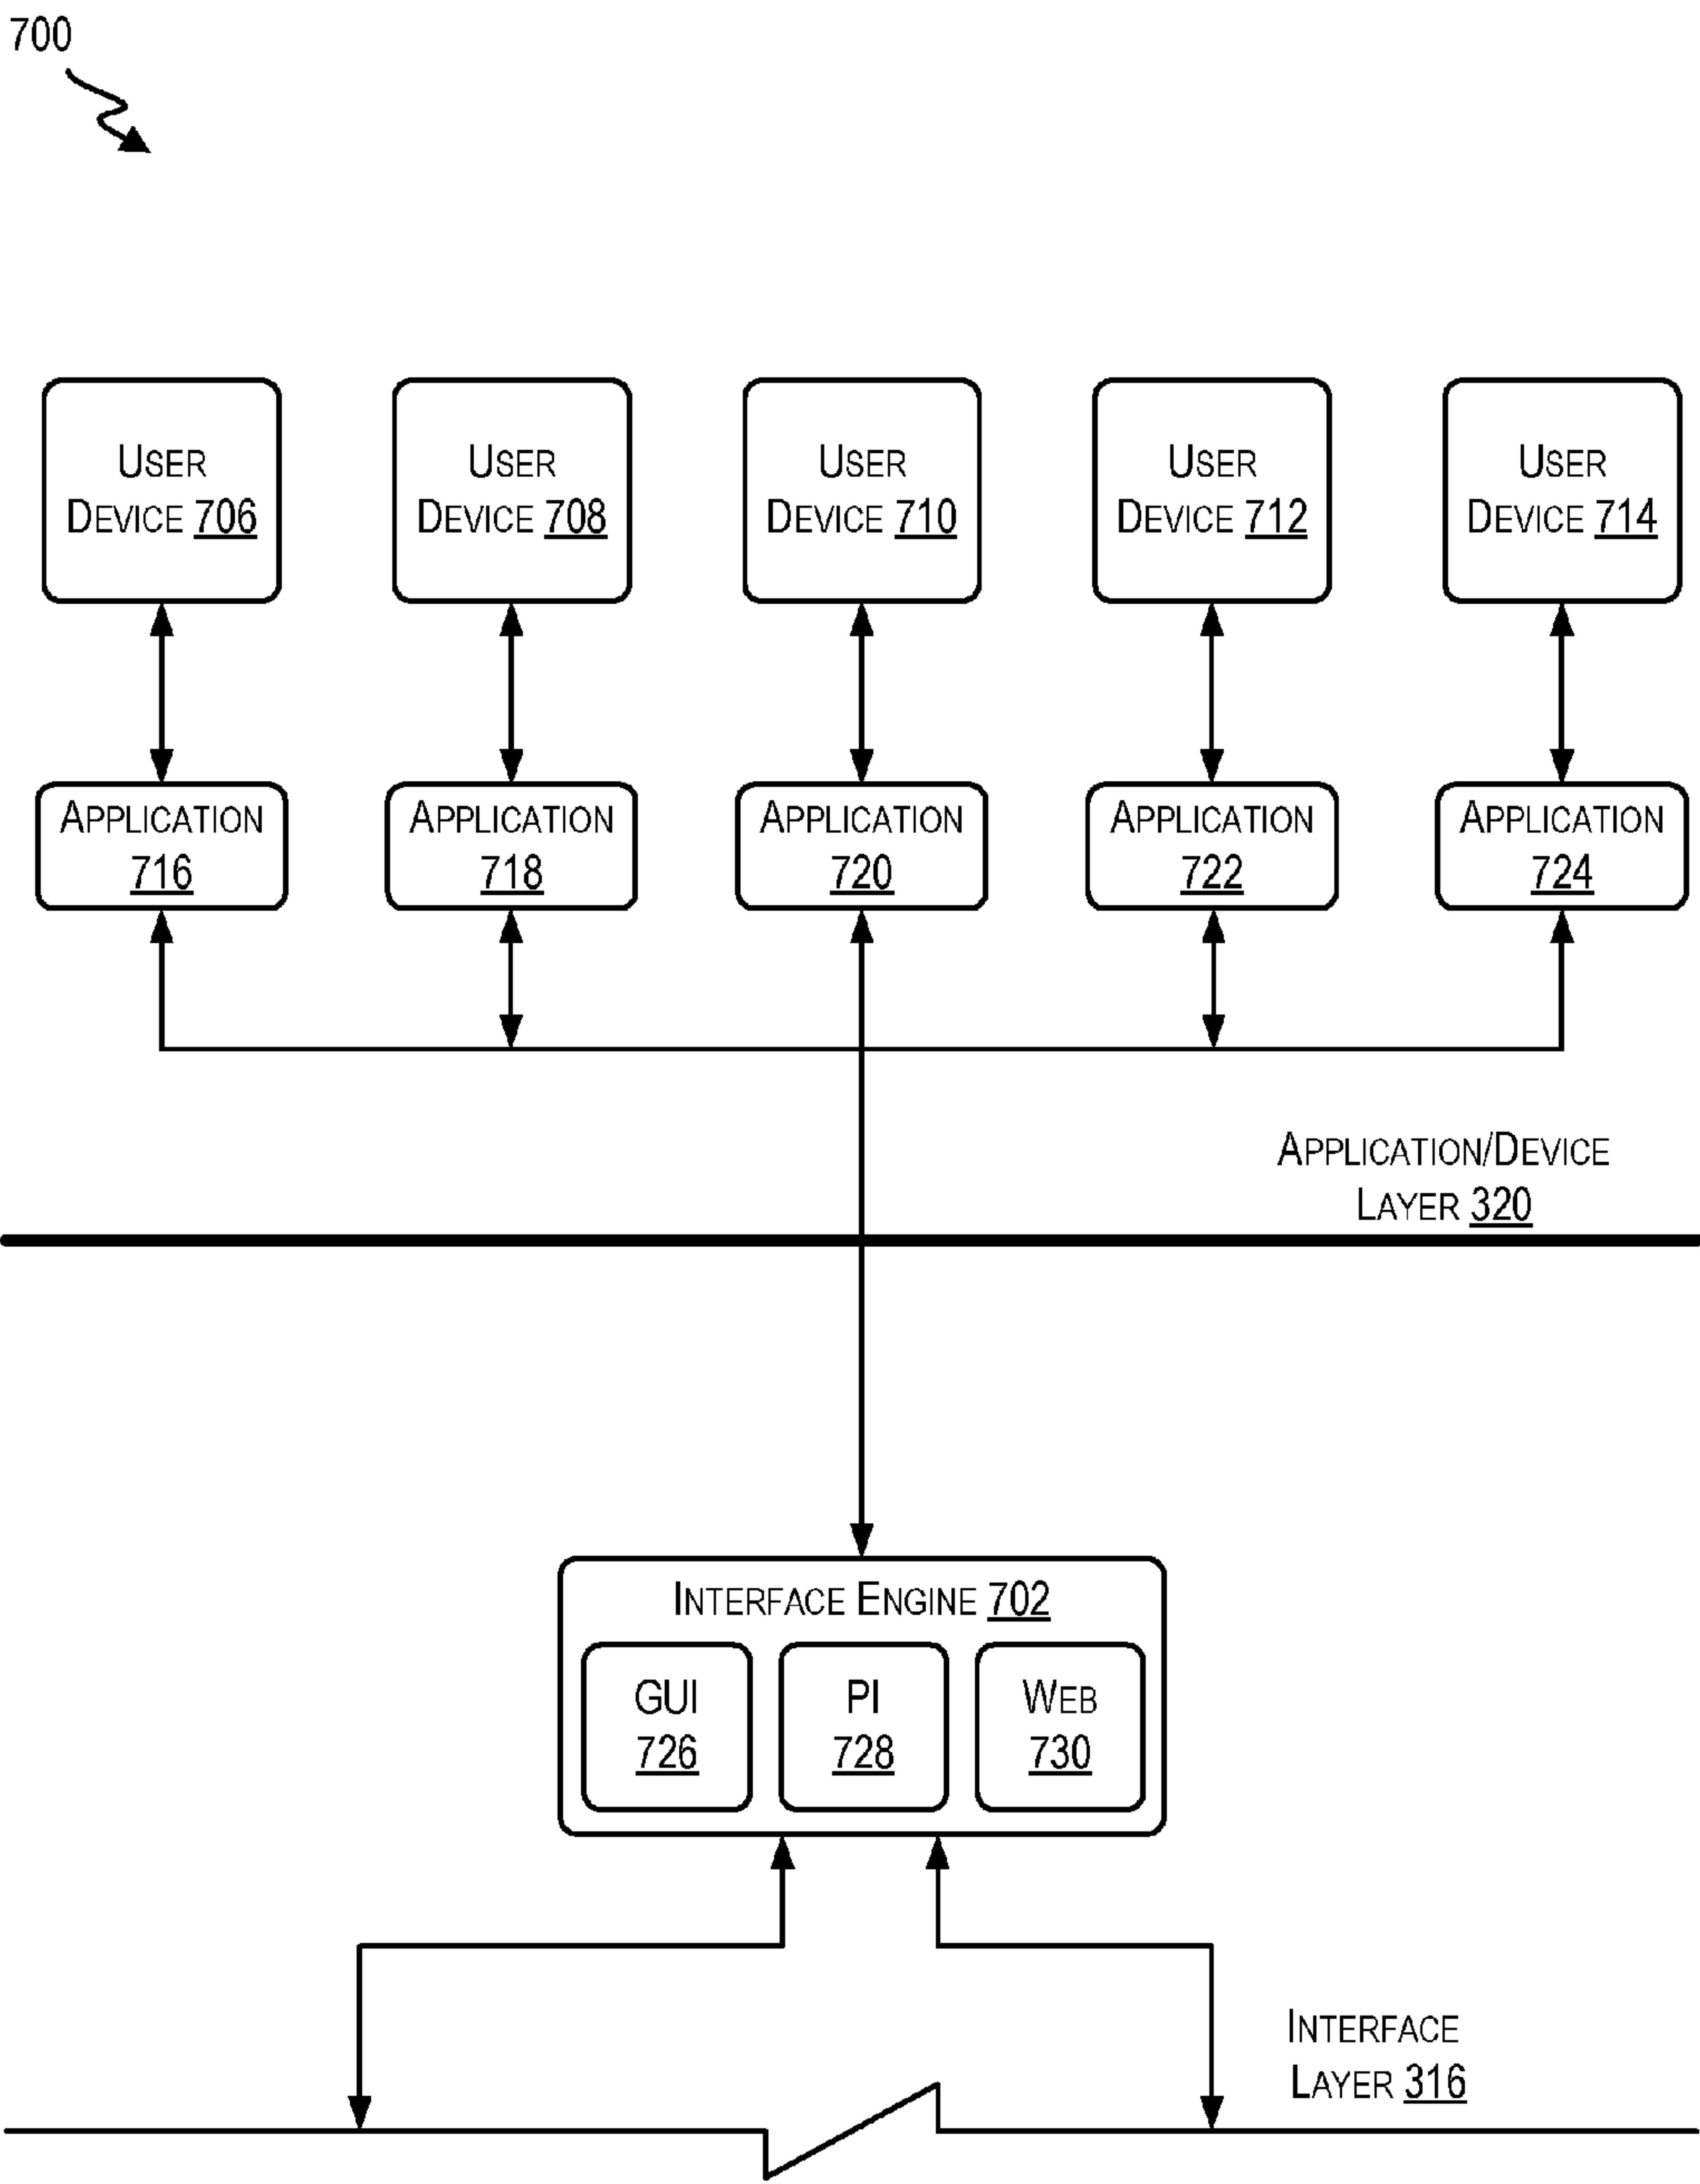 700
USER
DEVICE 706
USER
DEVICE 708
USER
DEVICE 710
USER
DEVICE 712
USER
DEVICE 714
APPLICATION
716
APPLICATION
718
APPLICATION
720
APPLICATION
722
APPLICATION
724
APPLICATION/DEVICE
LAYER 320
INTERFACE ENGINE 702
GUI
726
PI
728
WEB
730
INTERFACE
LAYER 316